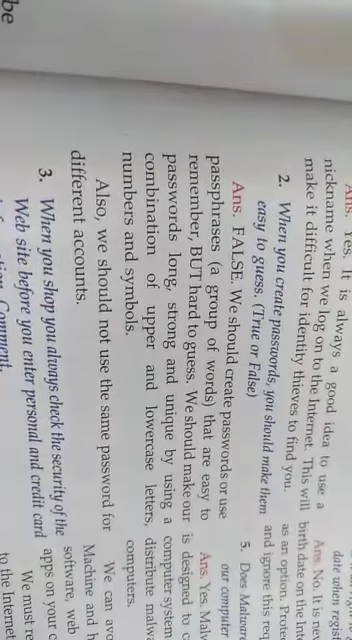 be
Ans. Yes. It is always a good idea to use a
nickname when we log on to the Internet. This will
make it difficult for identity thieves to find you.
2. When you create passwords, you should make them
easy to guess. (True or False)
Ans. FALSE. We should create passwords or use
passphrases (a group of words) that are easy to
remember, BUT hard to guess. We should make our
passwords long, strong and unique by using a
combination of upper and lowercase letters,
numbers and symbols.
Also, we should not use the same password for
different accounts.
3. When you shop you always check the security of the
Web site before you enter personal and credit card
Comment.
date when regist
Ans. No. It is
birth date on the Inte
as an option. Prot
and ignore this
5. Does Malware
our computer
Ans. Yes. Malw
is designed to
computer system
distribute malw
computers.
We can avo
Machine and
software, web
apps on your
We must
to the Internet